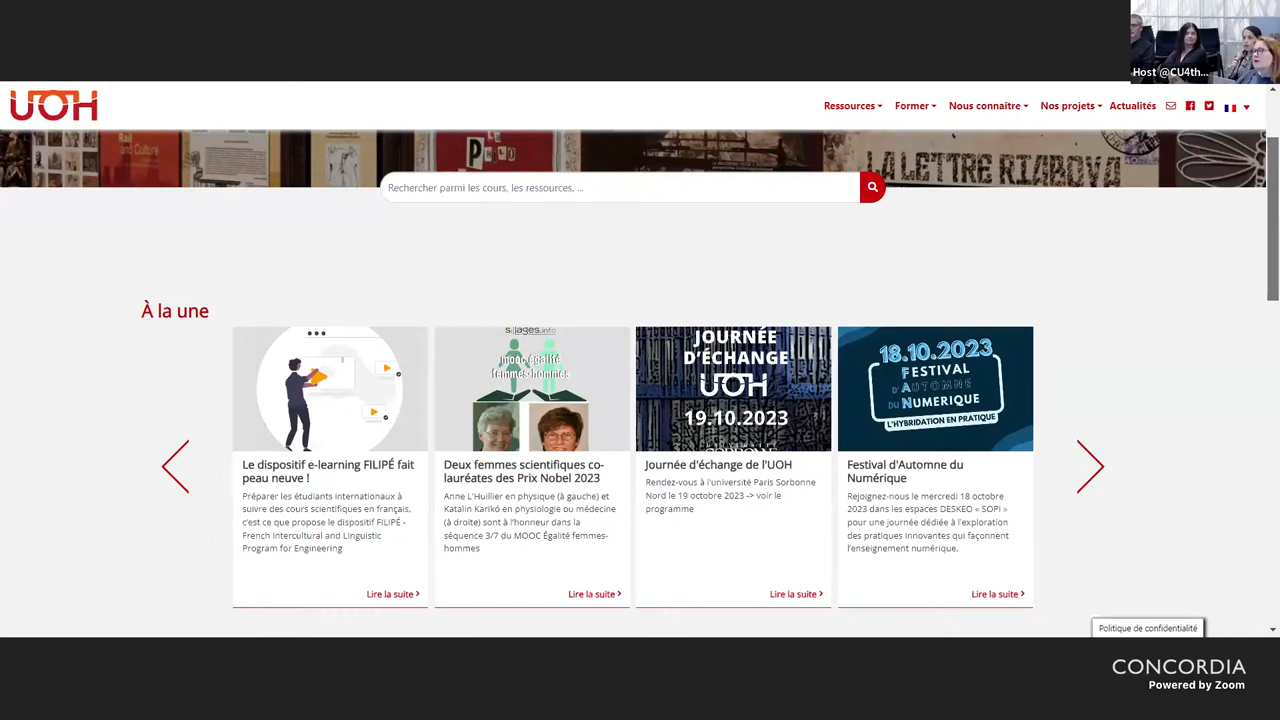 Host @CU4th...
UOH
Ressources
Former
Nous connaître
Nos projets
Actualités
Rail
and Culture
LA LETTRE
Rechercher parmi les cours, les ressources, ...
À la une
sillages.info
mooc égalité
femmes-hommes
JOURNÉE
D'ÉCHANGE
UOH
19.10.2023
18.10.2023
FESTIVAL
D'AUTOMNE
DU NUMERIQUE
L'HYBRIDATION EN PRATIQUE
Le dispositif e-learning FILIPÉ fait
peau neuve !
Préparer les étudiants internationaux à
suivre des cours scientifiques en français,
c'est ce que propose le dispositif FILIPÉ -
French Intercultural and Linguistic
Program for Engineering
Lire la suite
Deux femmes scientifiques co-
lauréates des Prix Nobel 2023
Anne L'Huillier en physique (à gauche) et
Katalin Karikó en physiologie ou médecine
(à droite) sont à l'honneur dans la
séquence 3/7 du MOOC Égalité femmes-
hommes
Lire la suite
Journée d'échange de l'UOH
Rendez-vous à l'université Paris Sorbonne
Nord le 19 octobre 2023 -> voir le
programme
Lire la suite
Festival d'Automne du
Numérique
Rejoignez-nous le mercredi 18 octobre
2023 dans les espaces DESKEO « SOPI »
pour une journée dédiée à l'exploration
des pratiques innovantes qui façonnent
l'enseignement numérique.
Lire la suite
Politique de confidentialité
CONCORDIA
Powered by Zoom